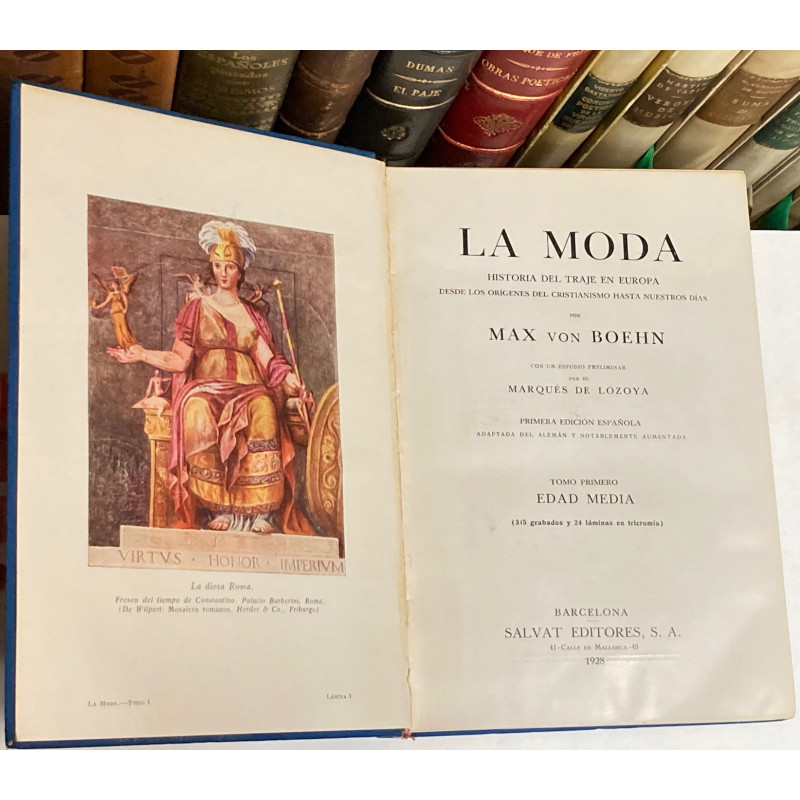 Los
ESPAÑOLES
DUMAS
EL PAJE
OBRAS POETICAS
VIRTVS · HONOR · IMPERIVM
La diosa Roma.
Fresco del tiempo de Constantino. Palacio Barberini, Roma.
(De Wilpert: Mosaicos romanos, Herder & Co., Friburgo)
LA MODA.—TOMO I.
LÁMINA I
LA MODA
HISTORIA DEL TRAJE EN EUROPA
DESDE LOS ORÍGENES DEL CRISTIANISMO HASTA NUESTROS DÍAS
POR
MAX VON BOEHN
CON UN ESTUDIO PRELIMINAR
POR EL
MARQUÉS DE LOZOYA
PRIMERA EDICIÓN ESPAÑOLA
ADAPTADA DEL ALEMÁN Y NOTABLEMENTE AUMENTADA
TOMO PRIMERO
EDAD MEDIA
(345 grabados y 24 láminas en tricromía)
BARCELONA
SALVAT EDITORES, S. A.
41-CALLE DE MALLORCA-49
1928